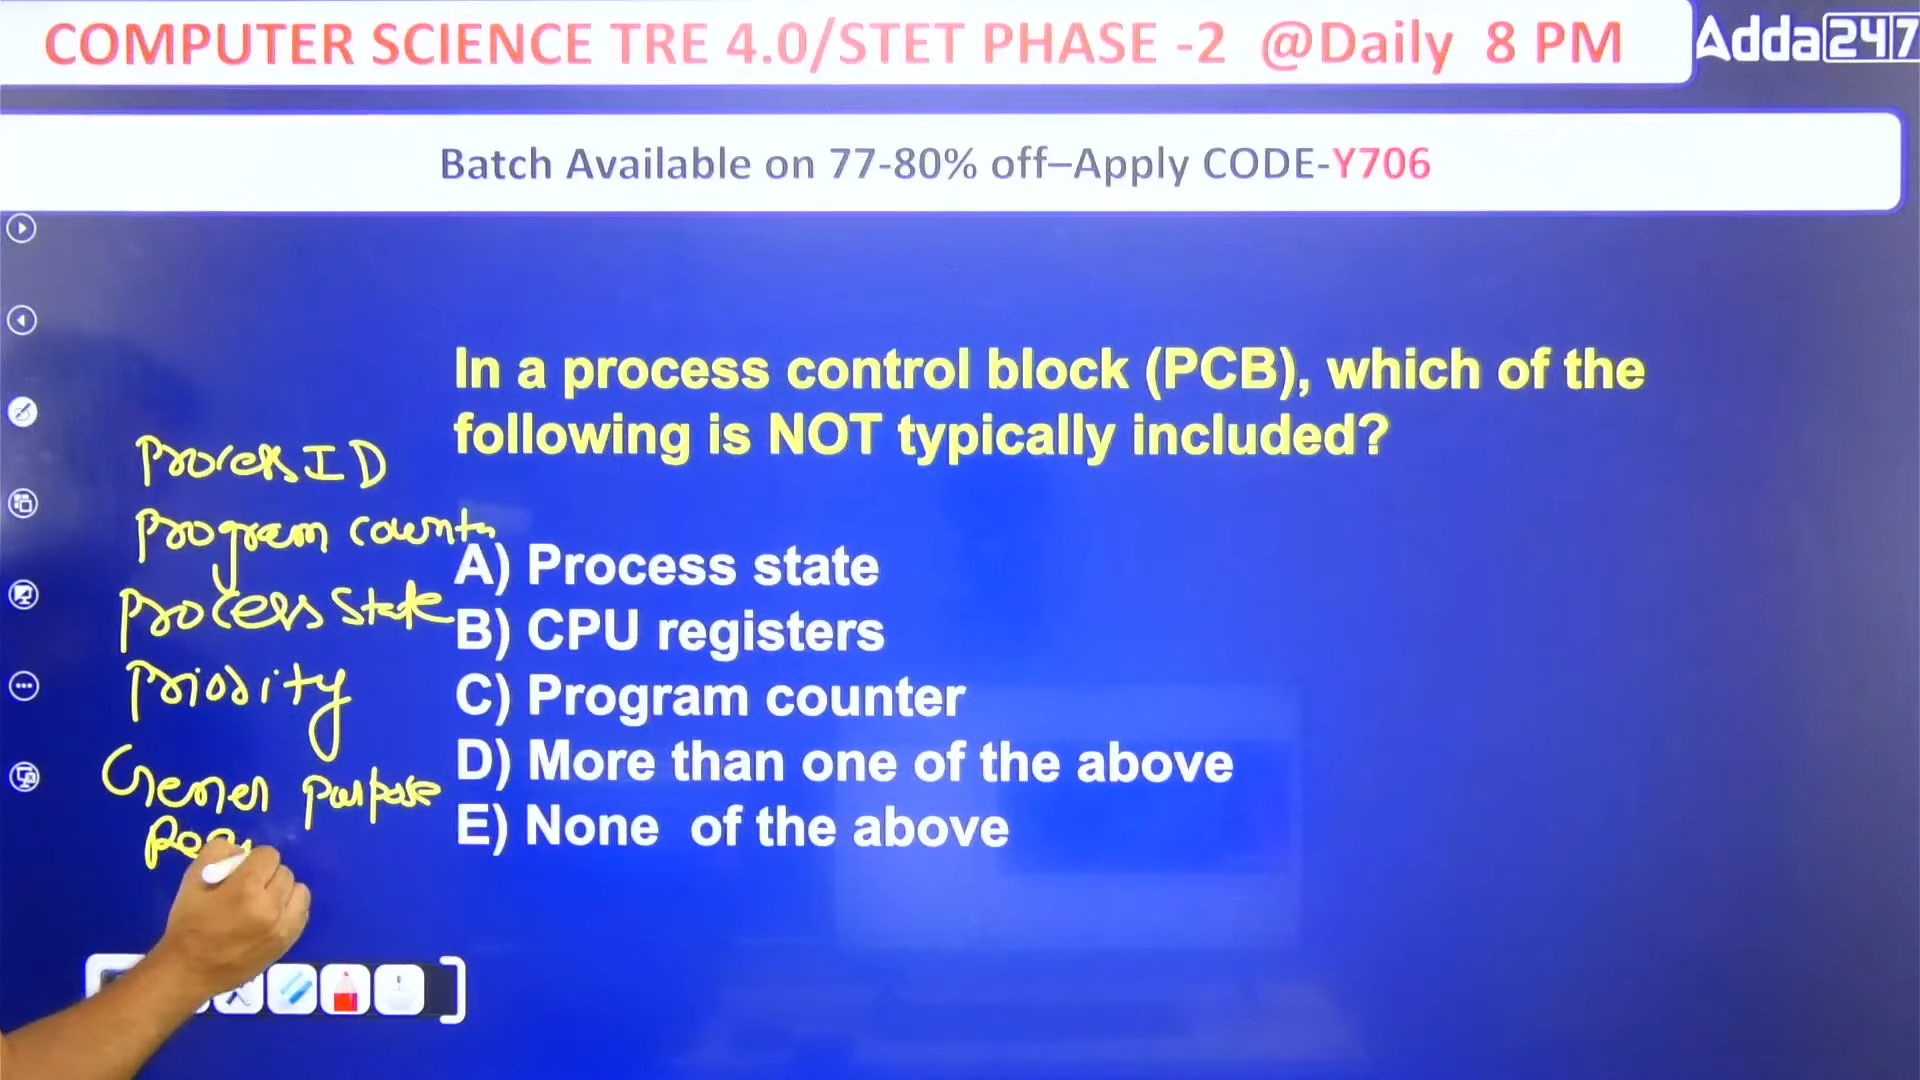 COMPUTER SCIENCE TRE 4.0/STET PHASE -2 @Daily 8 PM
Adda247
Batch Available on 77-80% off–Apply CODE-Y706
In a process control block (PCB), which of the
following is NOT typically included?
A) Process state
B) CPU registers
C) Program counter
D) More than one of the above
E) None of the above
Process ID
Program
Process State
Priority
purpose